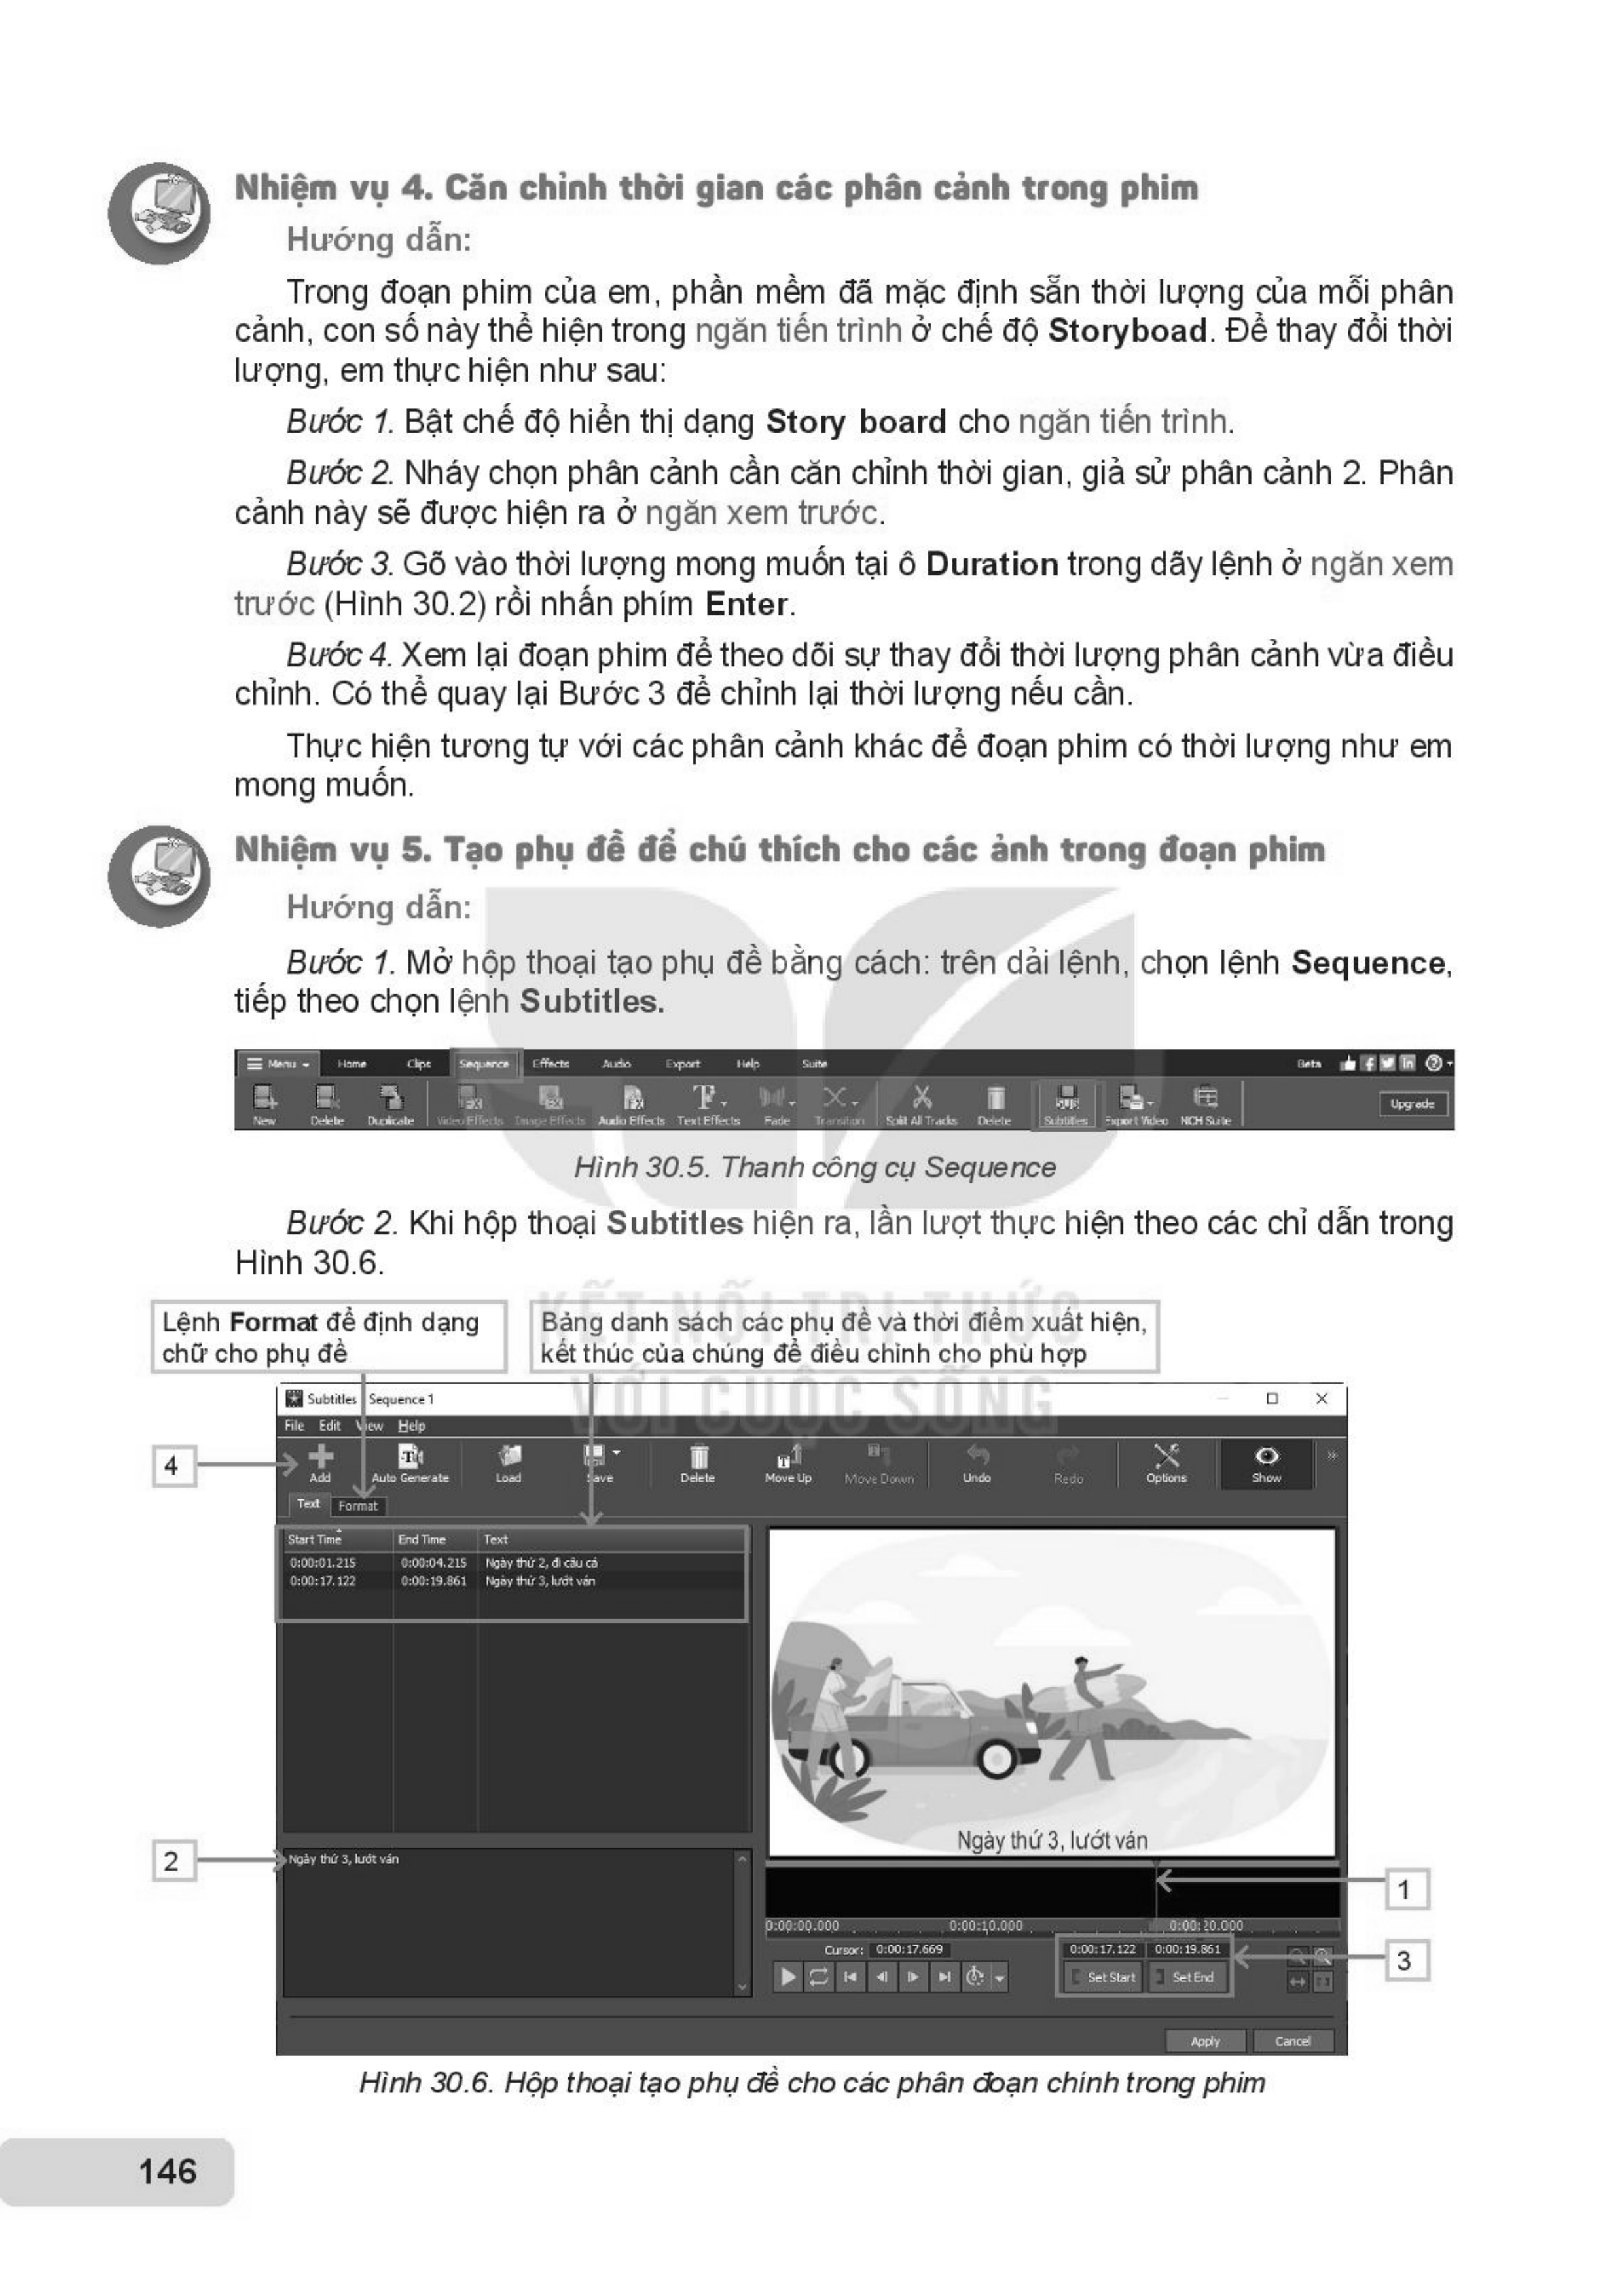 Nhiệm vụ 4. Căn chỉnh thời gian các phân cảnh trong phim
Hướng dẫn:
Trong đoạn phim của em, phần mềm đã mặc định sẵn thời lượng của mỗi phân
cảnh, con số này thể hiện trong ngăn tiến trình ở chế độ Storyboad. Để thay đổi thời
lượng, em thực hiện như sau:
Bước 1. Bật chế độ hiển thị dạng Story board cho ngăn tiến trình.
Bước 2. Nháy chọn phân cảnh cần căn chỉnh thời gian, giả sử phân cảnh 2. Phân
cảnh này sẽ được hiện ra ở ngăn xem trước.
Bước 3. Gõ vào thời lượng mong muốn tại ô Duration trong dãy lệnh ở ngăn xem
trước (Hình 30.2) rồi nhấn phím Enter.
Bước 4. Xem lại đoạn phim để theo dõi sự thay đổi thời lượng phân cảnh vừa điều
chỉnh. Có thể quay lại Bước 3 để chỉnh lại thời lượng nếu cần.
Thực hiện tương tự với các phân cảnh khác để đoạn phim có thời lượng như em
mong muốn.
Nhiệm vụ 5. Tạo phụ đề để chú thích cho các ảnh trong đoạn phim
Hướng dẫn:
Bước 1. Mở hộp thoại tạo phụ đề bằng cách: trên dải lệnh, chọn lệnh Sequence,
tiếp theo chọn lệnh Subtitles.
Menu Home Clips Sequence Effects Audio Export Help Suite Beta
New Delete Duplicate Video Effects Image Effects Audio Effects Text Effects Fade Transition Split All Tracks Delete Subtitles Export Video NCH Suite Upgrade
Hình 30.5. Thanh công cụ Sequence
Bước 2. Khi hộp thoại Subtitles hiện ra, lần lượt thực hiện theo các chỉ dẫn trong
Hình 30.6.
KẾT NỐI TRI THỨC
VỚI CUỘC SỐNG
Lệnh Format để định dạng
chữ cho phụ đề
Bảng danh sách các phụ đề và thời điểm xuất hiện,
kết thúc của chúng để điều chỉnh cho phù hợp
Subtitles Sequence 1
File Edit View Help
4
Add Auto Generate Load Save Delete Move Up Move Down Undo Redo Options Show
Text Format
Start Time End Time Text
0:00:01.215 0:00:04.215 Ngày thứ 2, đi câu cá
0:00:17.122 0:00:19.861 Ngày thứ 3, lướt ván
Ngày thứ 3, lướt ván
2
Ngày thứ 3, lướt ván
1
0:00:00.000 0:00:10.000 0:00:20.000
Cursor: 0:00:17.669 0:00:17.122 0:00:19.861
Set Start Set End
3
Apply Cancel
Hình 30.6. Hộp thoại tạo phụ đề cho các phân đoạn chính trong phim
146